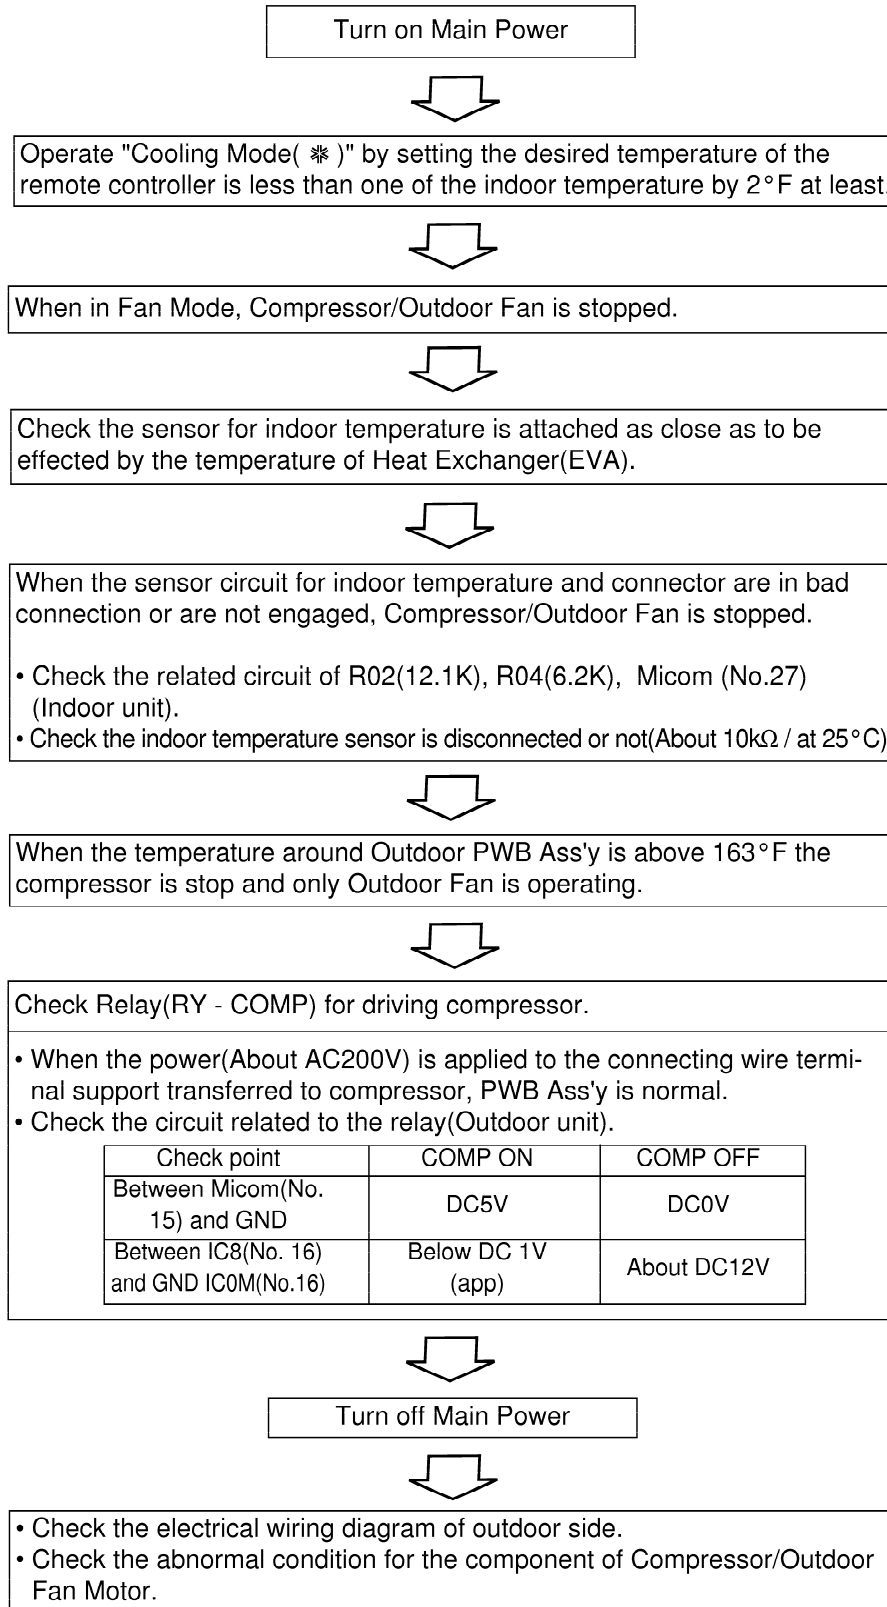 Turn on Main Power
Operate "Cooling Mode( ❋ )" by setting the desired temperature of the
remote controller is less than one of the indoor temperature by 2°F at least.
When in Fan Mode, Compressor/Outdoor Fan is stopped.
Check the sensor for indoor temperature is attached as close as to be
effected by the temperature of Heat Exchanger(EVA).
When the sensor circuit for indoor temperature and connector are in bad
connection or are not engaged, Compressor/Outdoor Fan is stopped.
• Check the related circuit of R02(12.1K), R04(6.2K), Micom (No.27)
(Indoor unit).
• Check the indoor temperature sensor is disconnected or not(About 10kΩ / at 25°C)
When the temperature around Outdoor PWB Ass'y is above 163°F the
compressor is stop and only Outdoor Fan is operating.
Check Relay(RY - COMP) for driving compressor.
• When the power(About AC200V) is applied to the connecting wire termi-
nal support transferred to compressor, PWB Ass'y is normal.
• Check the circuit related to the relay(Outdoor unit).
Check point COMP ON COMP OFF
Between Micom(No.
15) and GND DC5V DC0V
Between IC8(No. 16)
and GND IC0M(No.16) Below DC 1V
(app) About DC12V
Turn off Main Power
• Check the electrical wiring diagram of outdoor side.
• Check the abnormal condition for the component of Compressor/Outdoor
Fan Motor.